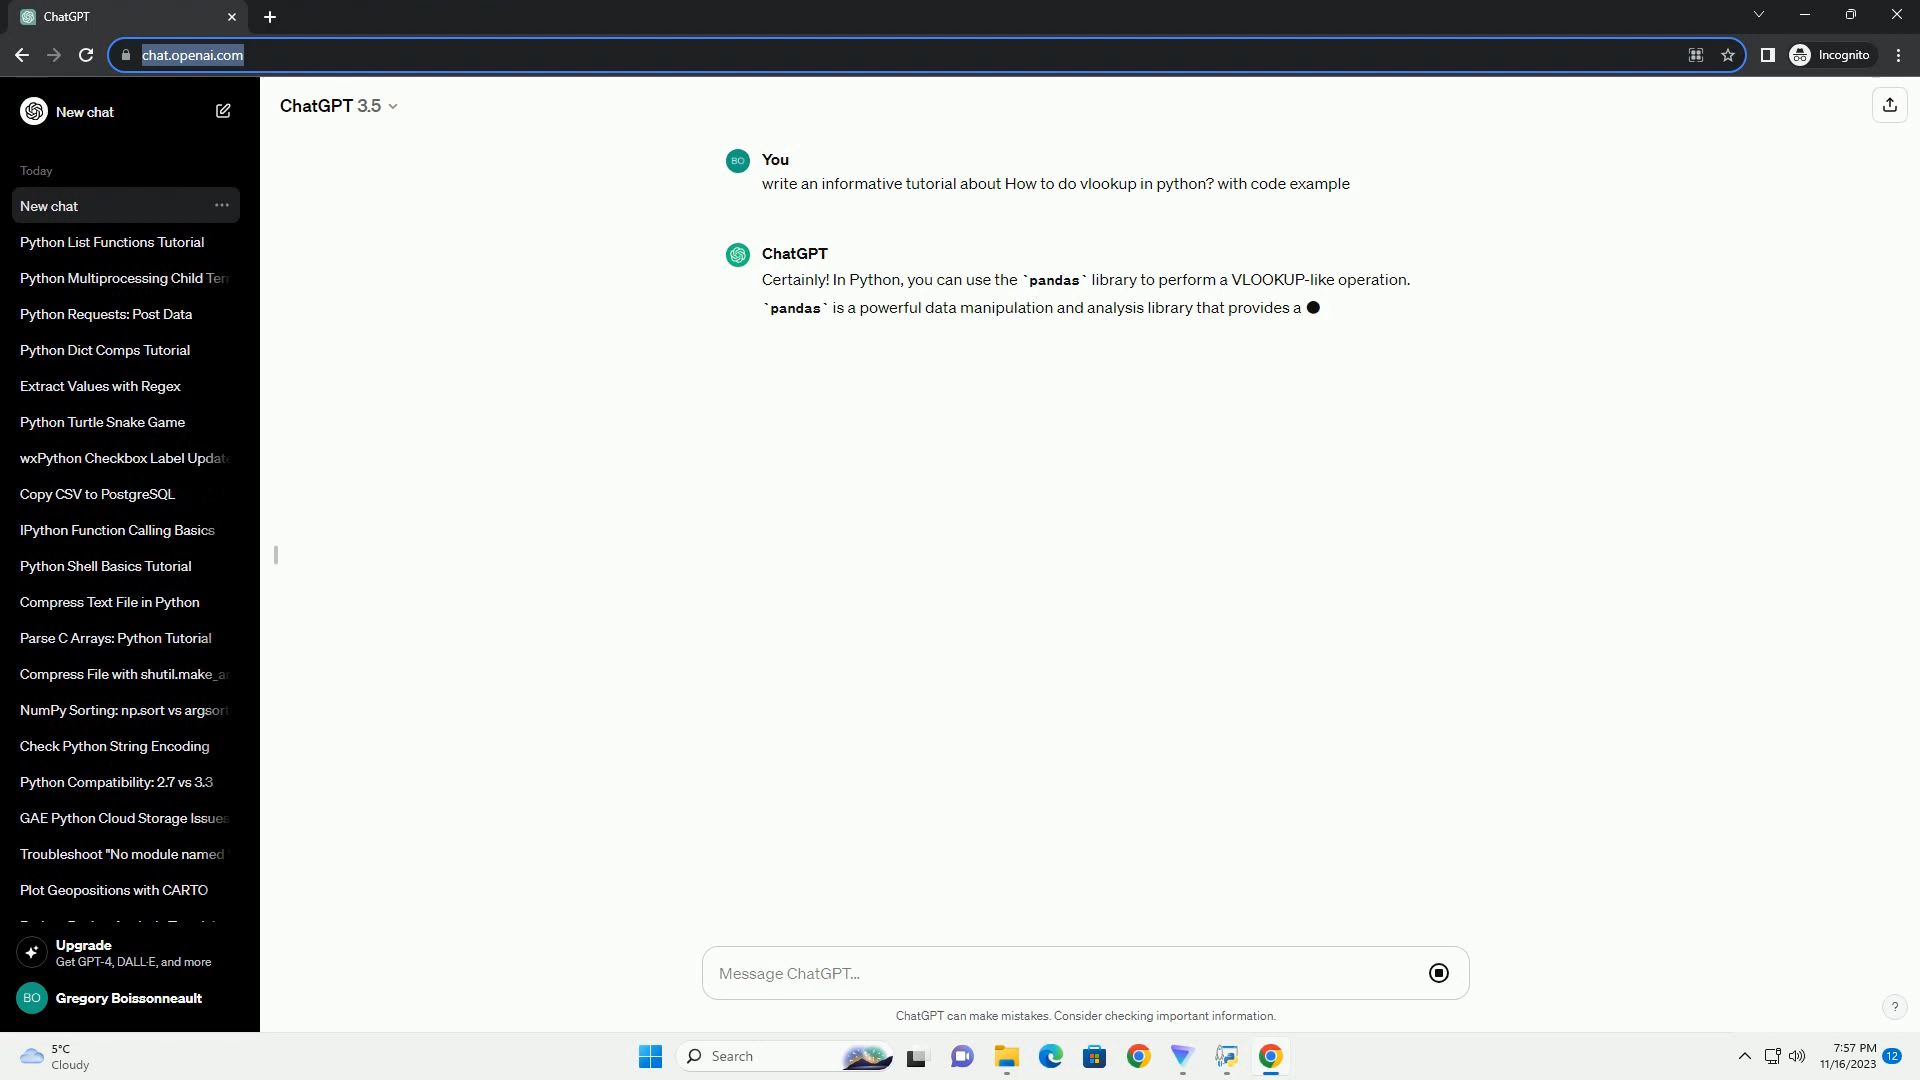 ChatGPT
chat.openai.com
Incognito
New chat
ChatGPT 3.5
Today
New chat
Python List Functions Tutorial
Python Multiprocessing Child Ter
Python Requests: Post Data
Python Dict Comps Tutorial
Extract Values with Regex
Python Turtle Snake Game
wxPython Checkbox Label Update
Copy CSV to PostgreSQL
IPython Function Calling Basics
Python Shell Basics Tutorial
Compress Text File in Python
Parse C Arrays: Python Tutorial
Compress File with shutil.make_ar
NumPy Sorting: np.sort vs argsort
Check Python String Encoding
Python Compatibility: 2.7 vs 3.3
GAE Python Cloud Storage Issues
Troubleshoot "No module named
Plot Geopositions with CARTO
Upgrade
Get GPT-4, DALL·E, and more
BO
Gregory Boissonneault
BO
You
write an informative tutorial about How to do vlookup in python? with code example
ChatGPT
Certainly! In Python, you can use the `pandas` library to perform a VLOOKUP-like operation.
`pandas` is a powerful data manipulation and analysis library that provides a
Message ChatGPT...
ChatGPT can make mistakes. Consider checking important information.
?
5°C
Cloudy
Search
7:57 PM
11/16/2023
12